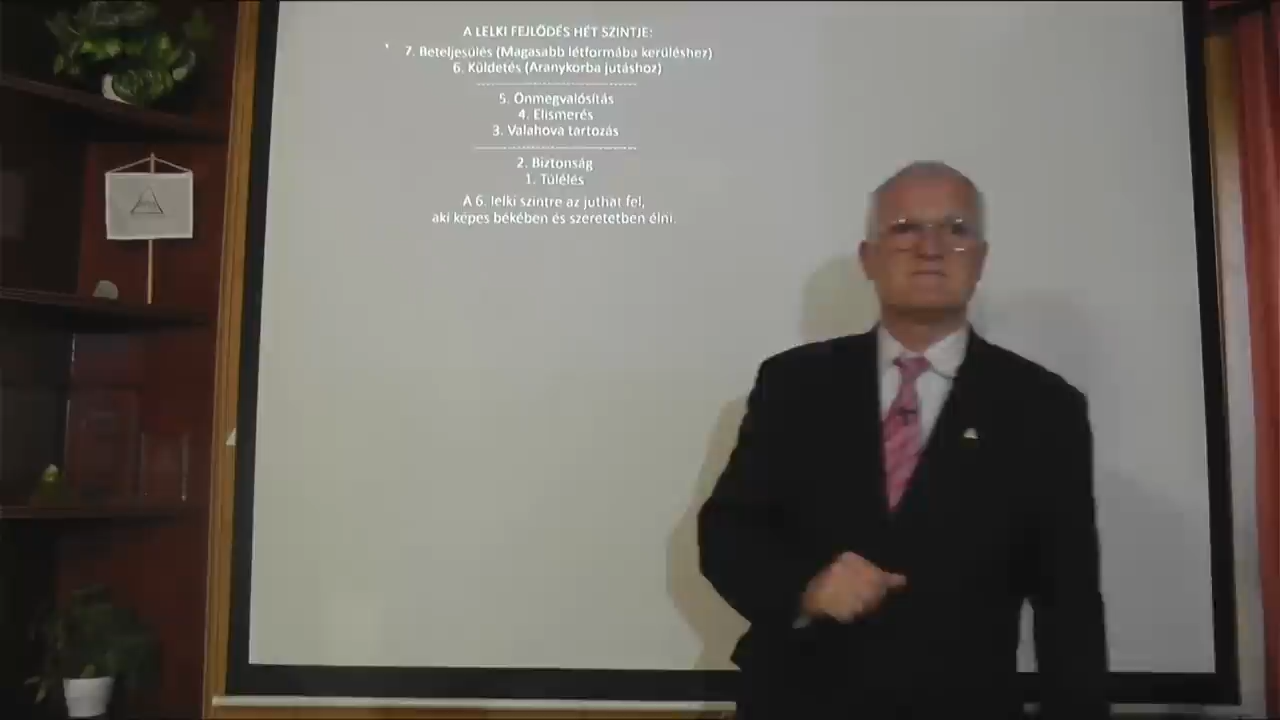 A LELKI FEJLŐDÉS HÉT SZINTJE:
7. Beteljesülés (Magasabb létformába kerüléshez)
6. Küldetés (Aranykorba jutáshoz)
5. Önmegvalósítás
4. Elismerés
3. Valahova tartozás
2. Biztonság
1. Túlélés
A 6. lelki szintre az juthat fel,
aki képes békében és szeretetben élni.